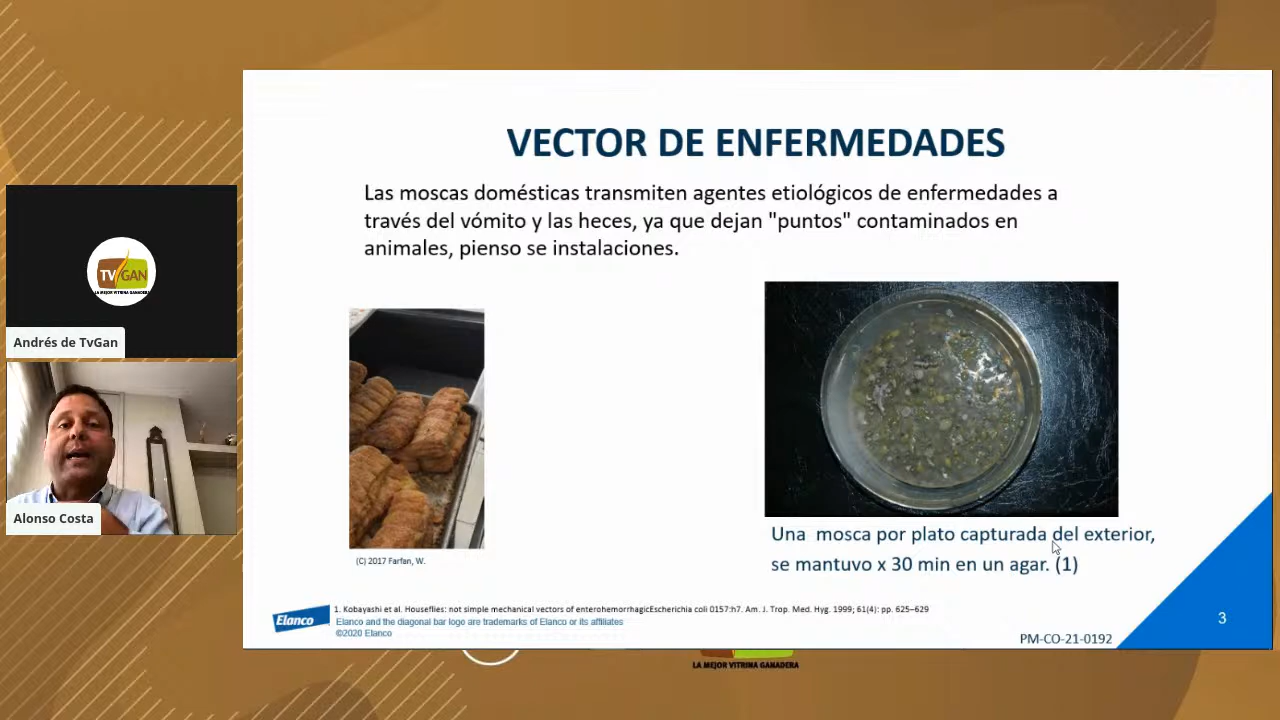 VECTOR DE ENFERMEDADES
Las moscas domésticas transmiten agentes etiológicos de enfermedades a
través del vómito y las heces, ya que dejan "puntos" contaminados en
animales, pienso se instalaciones.
TV GAN
LA MEJOR VITRINA GANADERA
Andrés de TvGan
Alonso Costa
(C) 2017 Farfan, W.
Una mosca por plato capturada del exterior,
se mantuvo x 30 min en un agar. (1)
Elanco
1. Kobayashi et al. Houseflies: not simple mechanical vectors of enterohemorrhagicEscherichia coli 0157:h7. Am. J. Trop. Med. Hyg. 1999; 61(4): pp. 625–629
Elanco and the diagonal bar logo are trademarks of Elanco or its affiliates
©2020 Elanco
3
PM-CO-21-0192
LA MEJOR VITRINA GANADERA